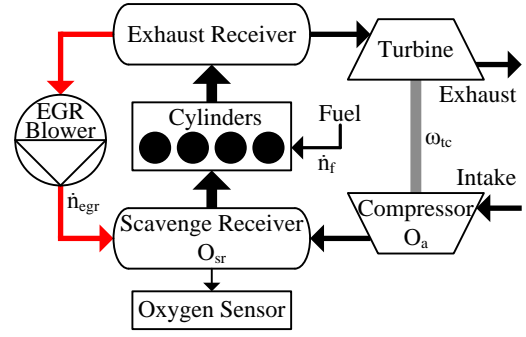 Exhaust Receiver
Turbine
Exhaust
EGR
Blower
Cylinders
Fuel
ṅf
ωtc
ṅegr
Intake
Scavenge Receiver
Osr
Compressor
Oa
Oxygen Sensor